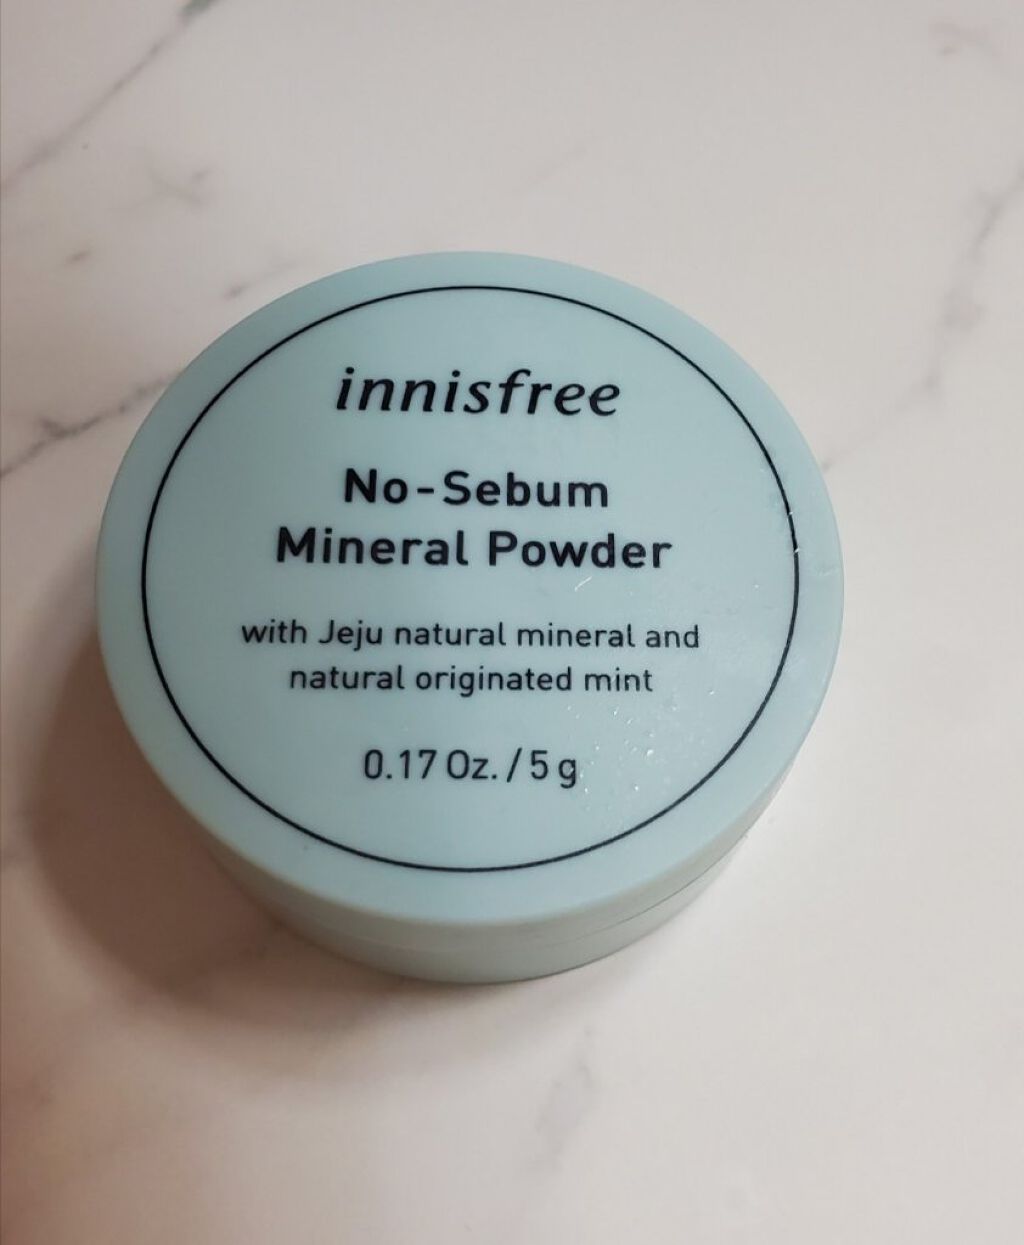 innisfree
No-Sebum
Mineral Powder
with Jeju natural mineral and
natural originated mint
0.17 Oz. / 5 g